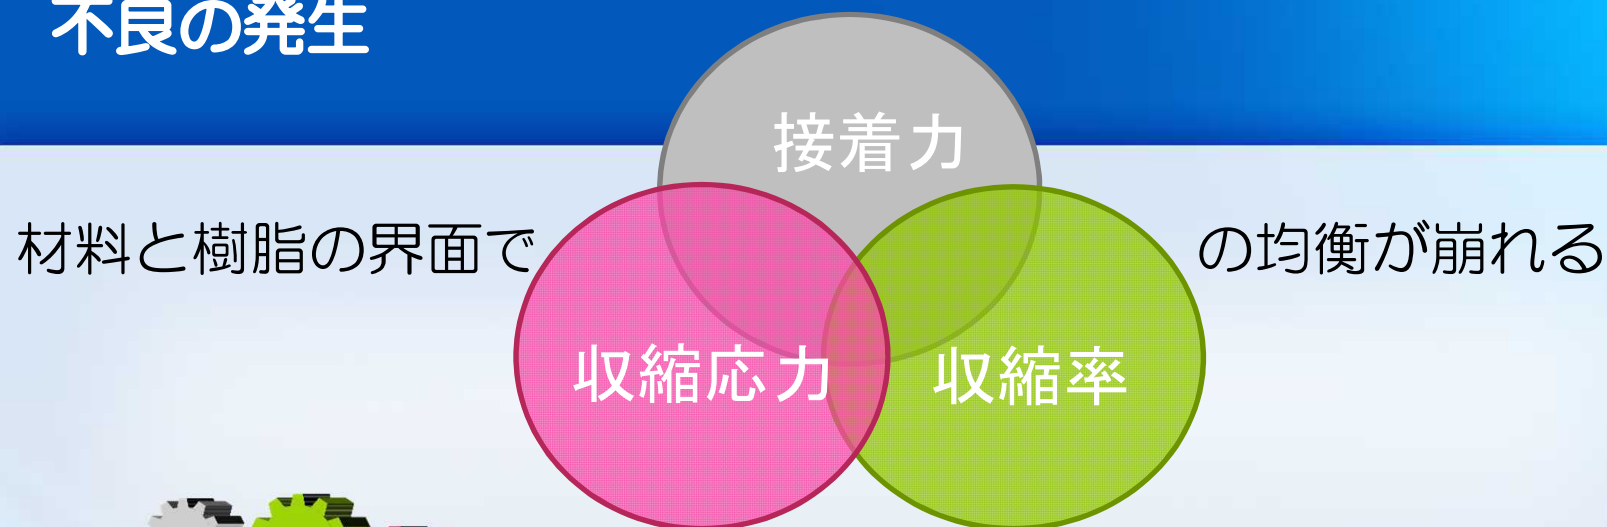 不良の発生
接着力
材料と樹脂の界面で
の均衡が崩れる
収縮応力
収縮率